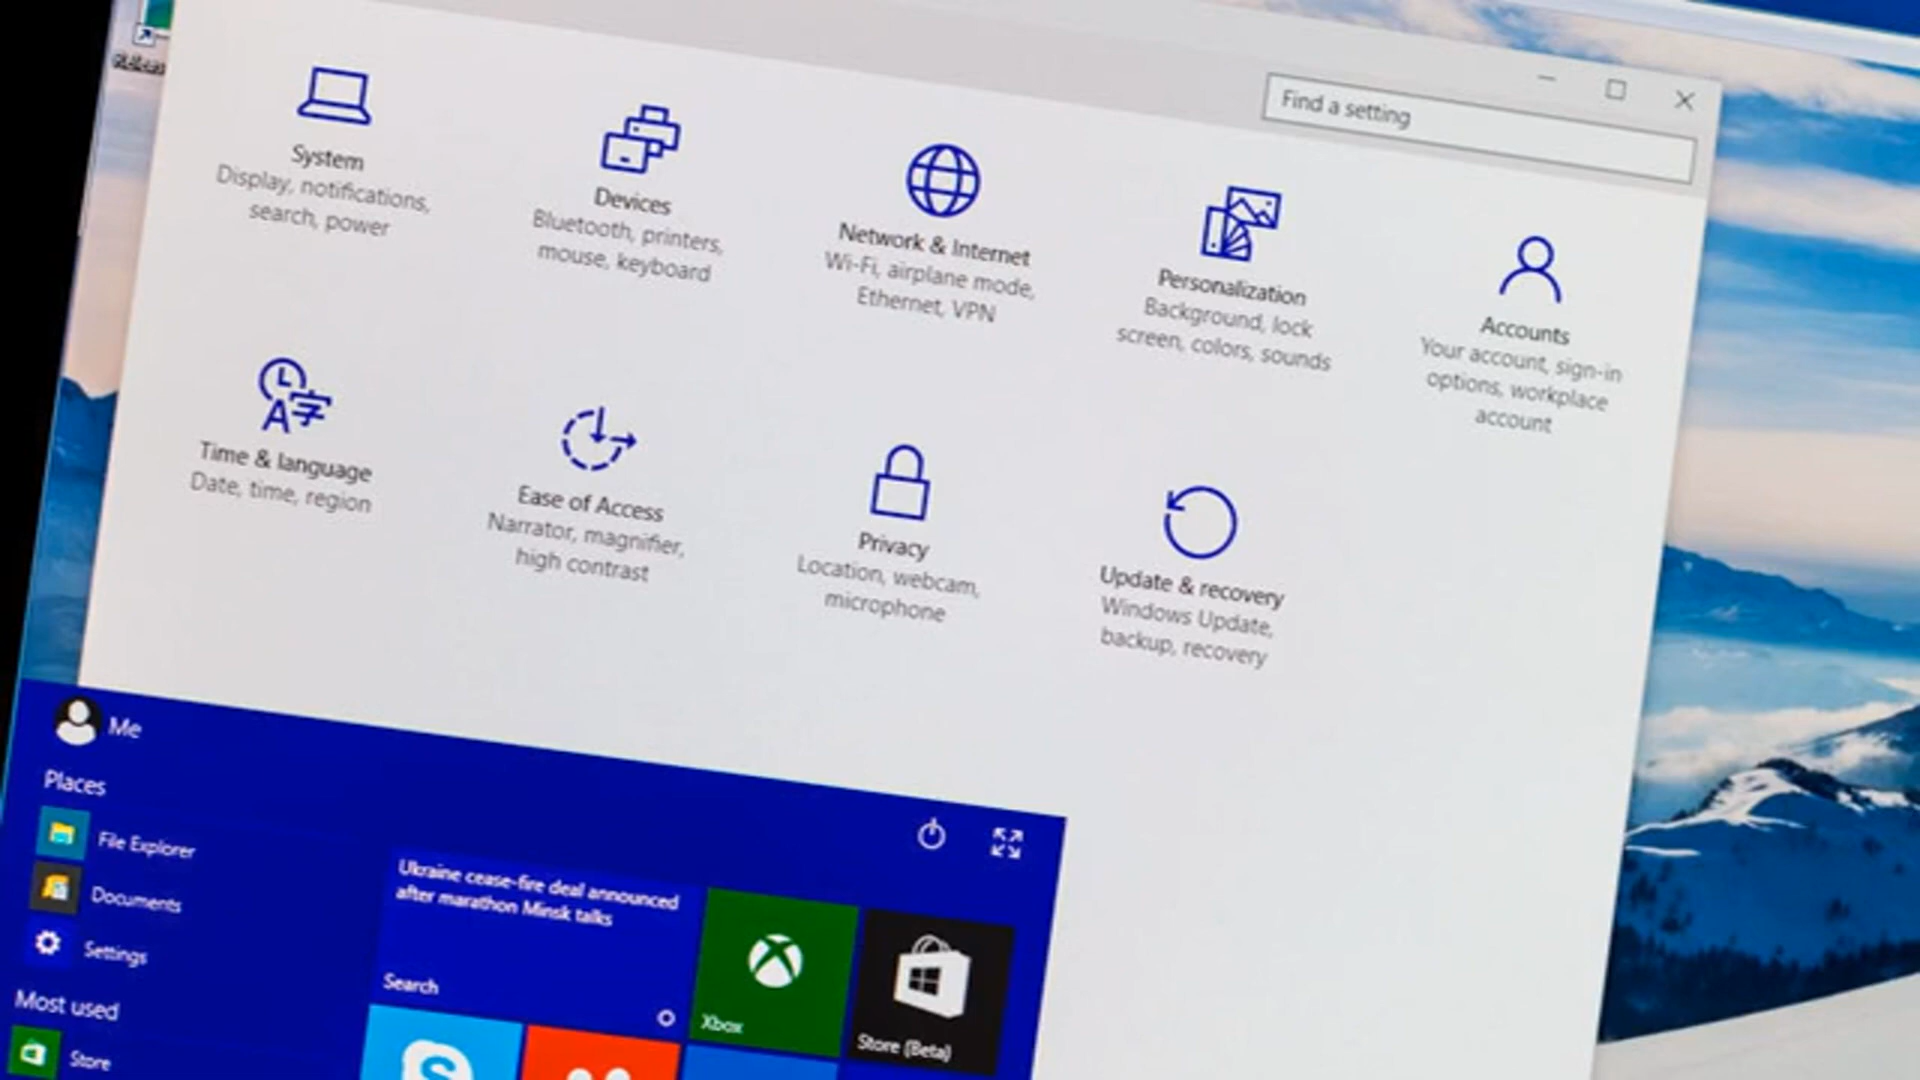 Find a setting
System
Display, notifications,
search, power
Devices
Bluetooth, printers,
mouse, keyboard
Network & Internet
Wi-Fi, airplane mode,
Ethernet, VPN
Personalization
Background, lock
screen, colors, sounds
Accounts
Your account, sign-in
options, workplace
account
Time & language
Date, time, region
Ease of Access
Narrator, magnifier,
high contrast
Privacy
Location, webcam,
microphone
Update & recovery
Windows Update,
backup, recovery
Me
Places
File Explorer
Documents
Settings
Most used
Store
Ukraine cease-fire deal announced
after marathon Minsk talks
Search
Xbox
Store (Beta)